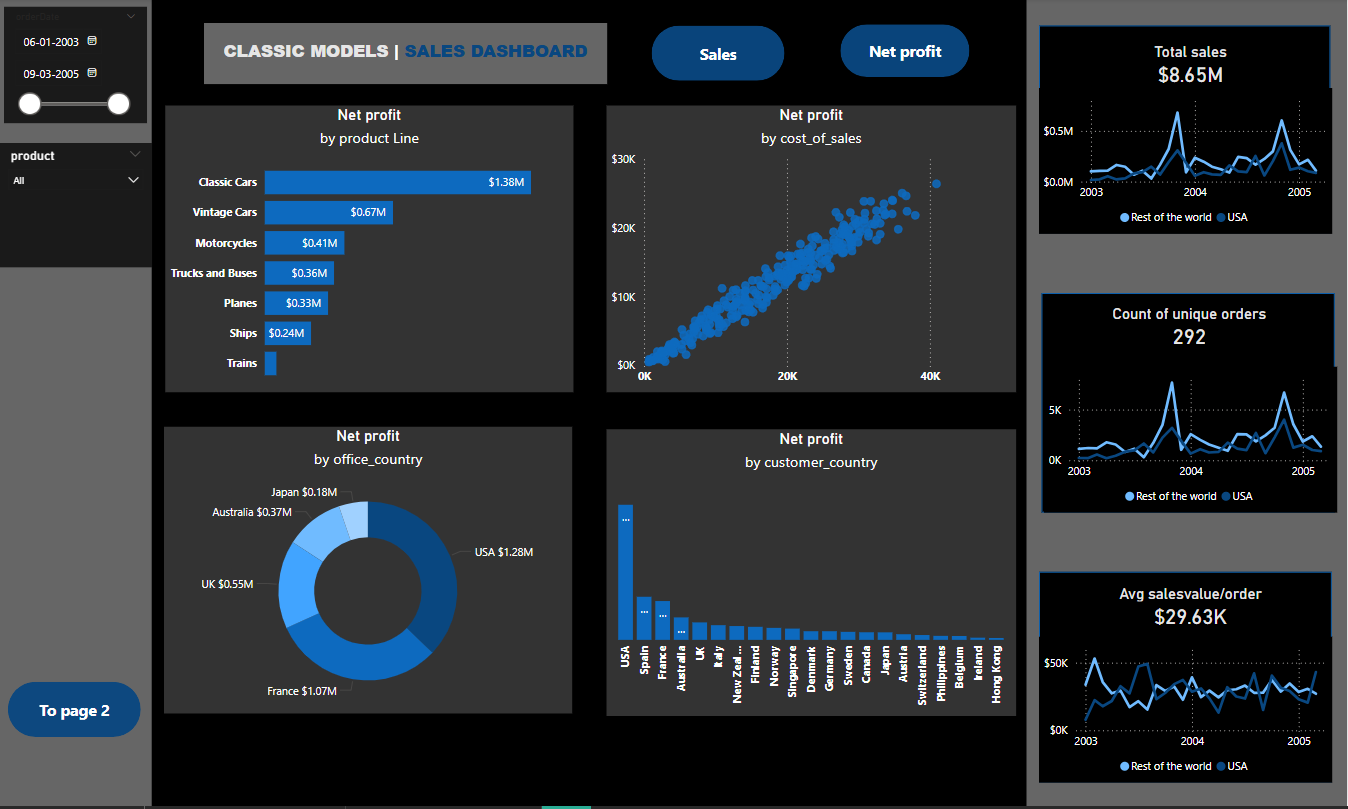 orderDate
06-01-2003
09-03-2005
product
All
To page 2
CLASSIC MODELS | SALES DASHBOARD
Sales
Net profit
Net profit
by product Line
Classic Cars $1.38M
Vintage Cars $0.67M
Motorcycles $0.41M
Trucks and Buses $0.36M
Planes $0.33M
Ships $0.24M
Trains
Net profit
by cost_of_sales
$30K
$20K
$10K
$0K
0K 20K 40K
Net profit
by office_country
Japan $0.18M
Australia $0.37M
USA $1.28M
UK $0.55M
France $1.07M
Net profit
by customer_country
...
...
...
...
USA
Spain
France
Australia
UK
Italy
New Zeal...
Finland
Norway
Singapore
Denmark
Germany
Sweden
Canada
Japan
Austria
Switzerland
Philippines
Belgium
Ireland
Hong Kong
Total sales
$8.65M
$0.5M
$0.0M
2003 2004 2005
Rest of the world USA
Count of unique orders
292
5K
0K
2003 2004 2005
Rest of the world USA
Avg salesvalue/order
$29.63K
$50K
$0K
2003 2004 2005
Rest of the world USA